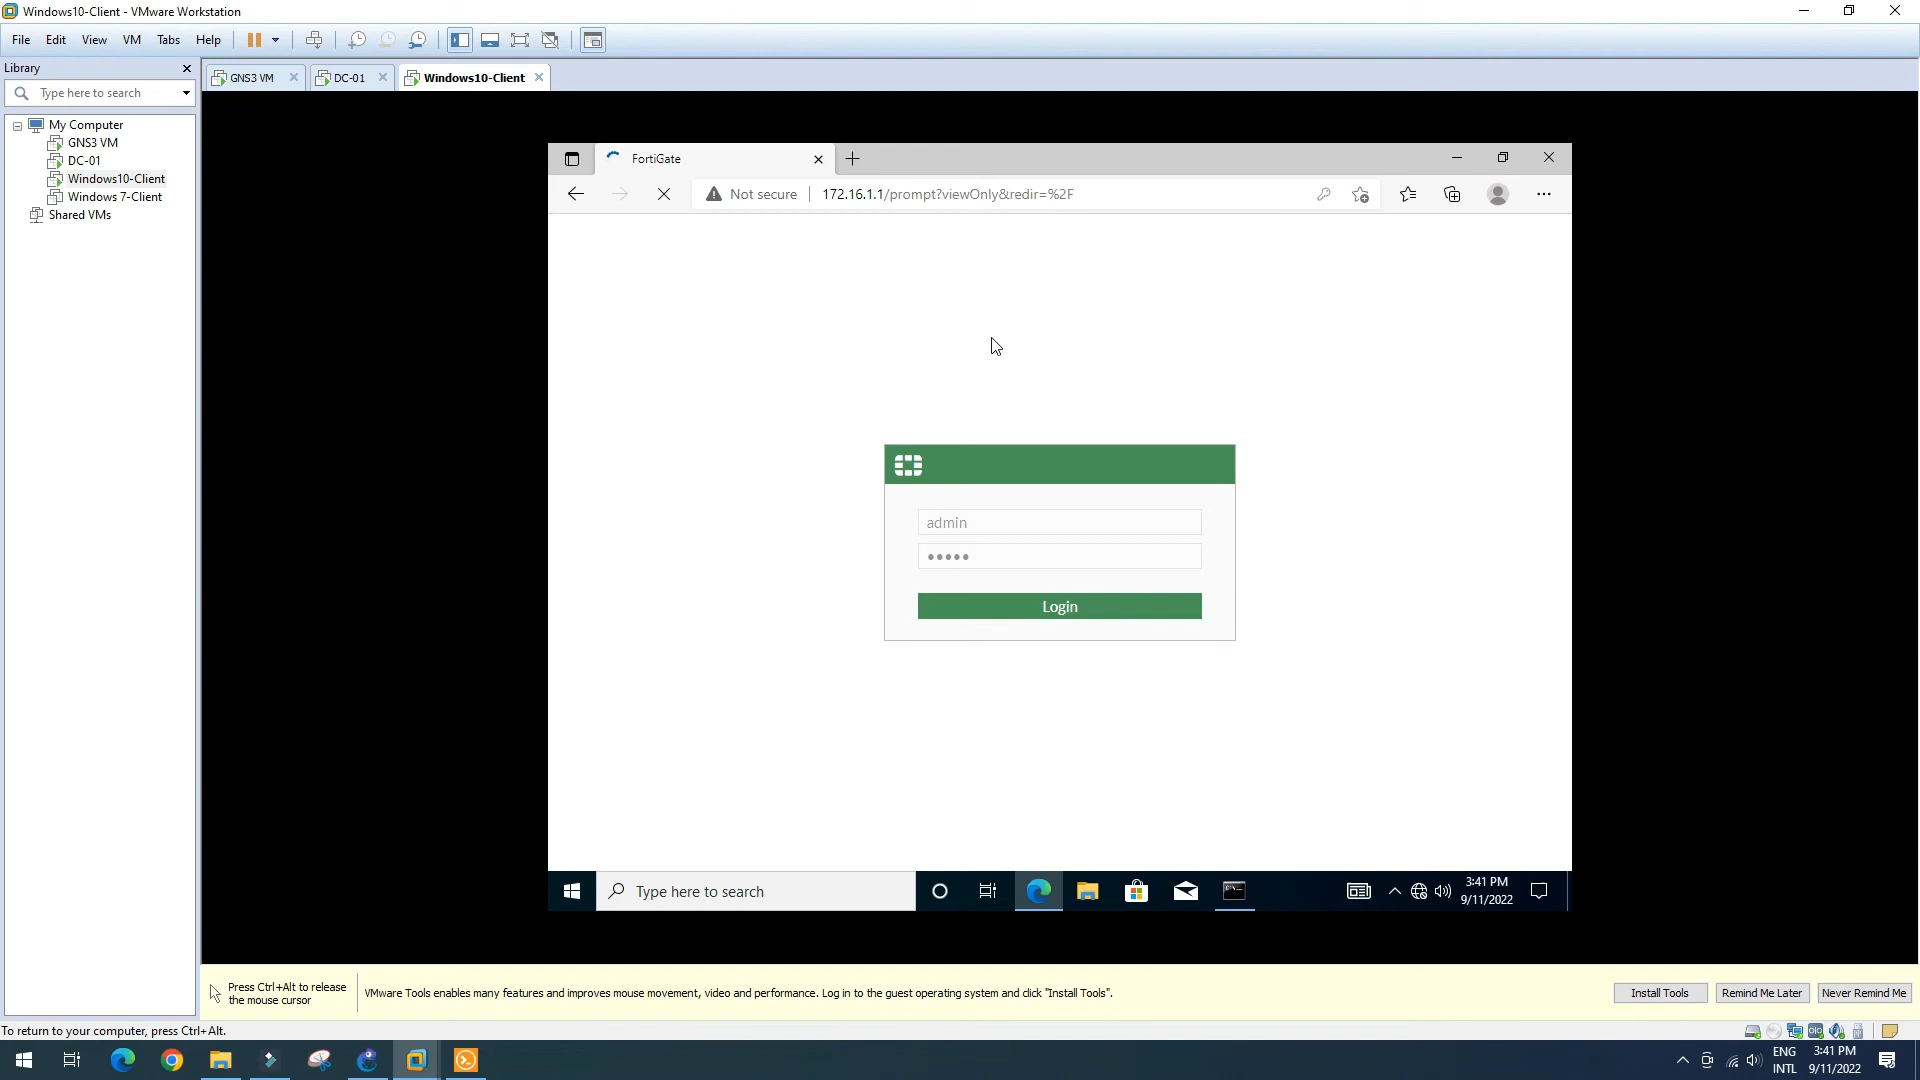 Windows10-Client - VMware Workstation
File Edit View VM Tabs Help
Library
Type here to search
My Computer
GNS3 VM
DC-01
Windows10-Client
Windows 7-Client
Shared VMs
GNS3 VM DC-01 Windows10-Client
FortiGate
Not secure 172.16.1.1/prompt?viewOnly&redir=%2F
admin
•••••
Login
Type here to search
3:41 PM
9/11/2022
Press Ctrl+Alt to release
the mouse cursor
VMware Tools enables many features and improves mouse movement, video and performance. Log in to the guest operating system and click "Install Tools".
Install Tools Remind Me Later Never Remind Me
To return to your computer, press Ctrl+Alt.
ENG
INTL
3:41 PM
9/11/2022